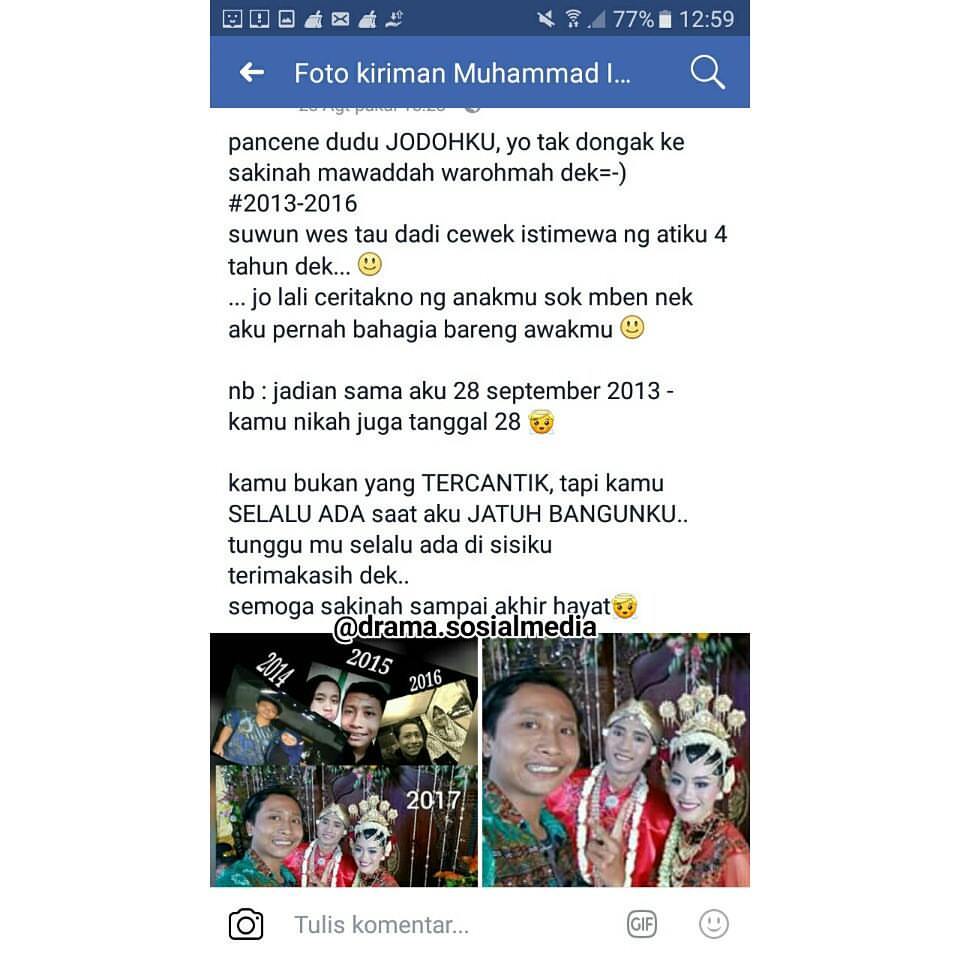 77% 12:59
Foto kiriman Muhammad I...
pancene dudu JODOHKU, yo tak dongak ke
sakinah mawaddah warohmah dek=-)
#2013-2016
suwun wes tau dadi cewek istimewa ng atiku 4
tahun dek... 🙂
... jo lali ceritakno ng anakmu sok mben nek
aku pernah bahagia bareng awakmu 🙂
nb : jadian sama aku 28 september 2013 -
kamu nikah juga tanggal 28 🤕
kamu bukan yang TERCANTIK, tapi kamu
SELALU ADA saat aku JATUH BANGUNKU..
tunggu mu selalu ada di sisiku
terimakasih dek..
semoga sakinah sampai akhir hayat🤕
@drama.sosialmedia
2014
2015
2016
2017
Tulis komentar...
GIF